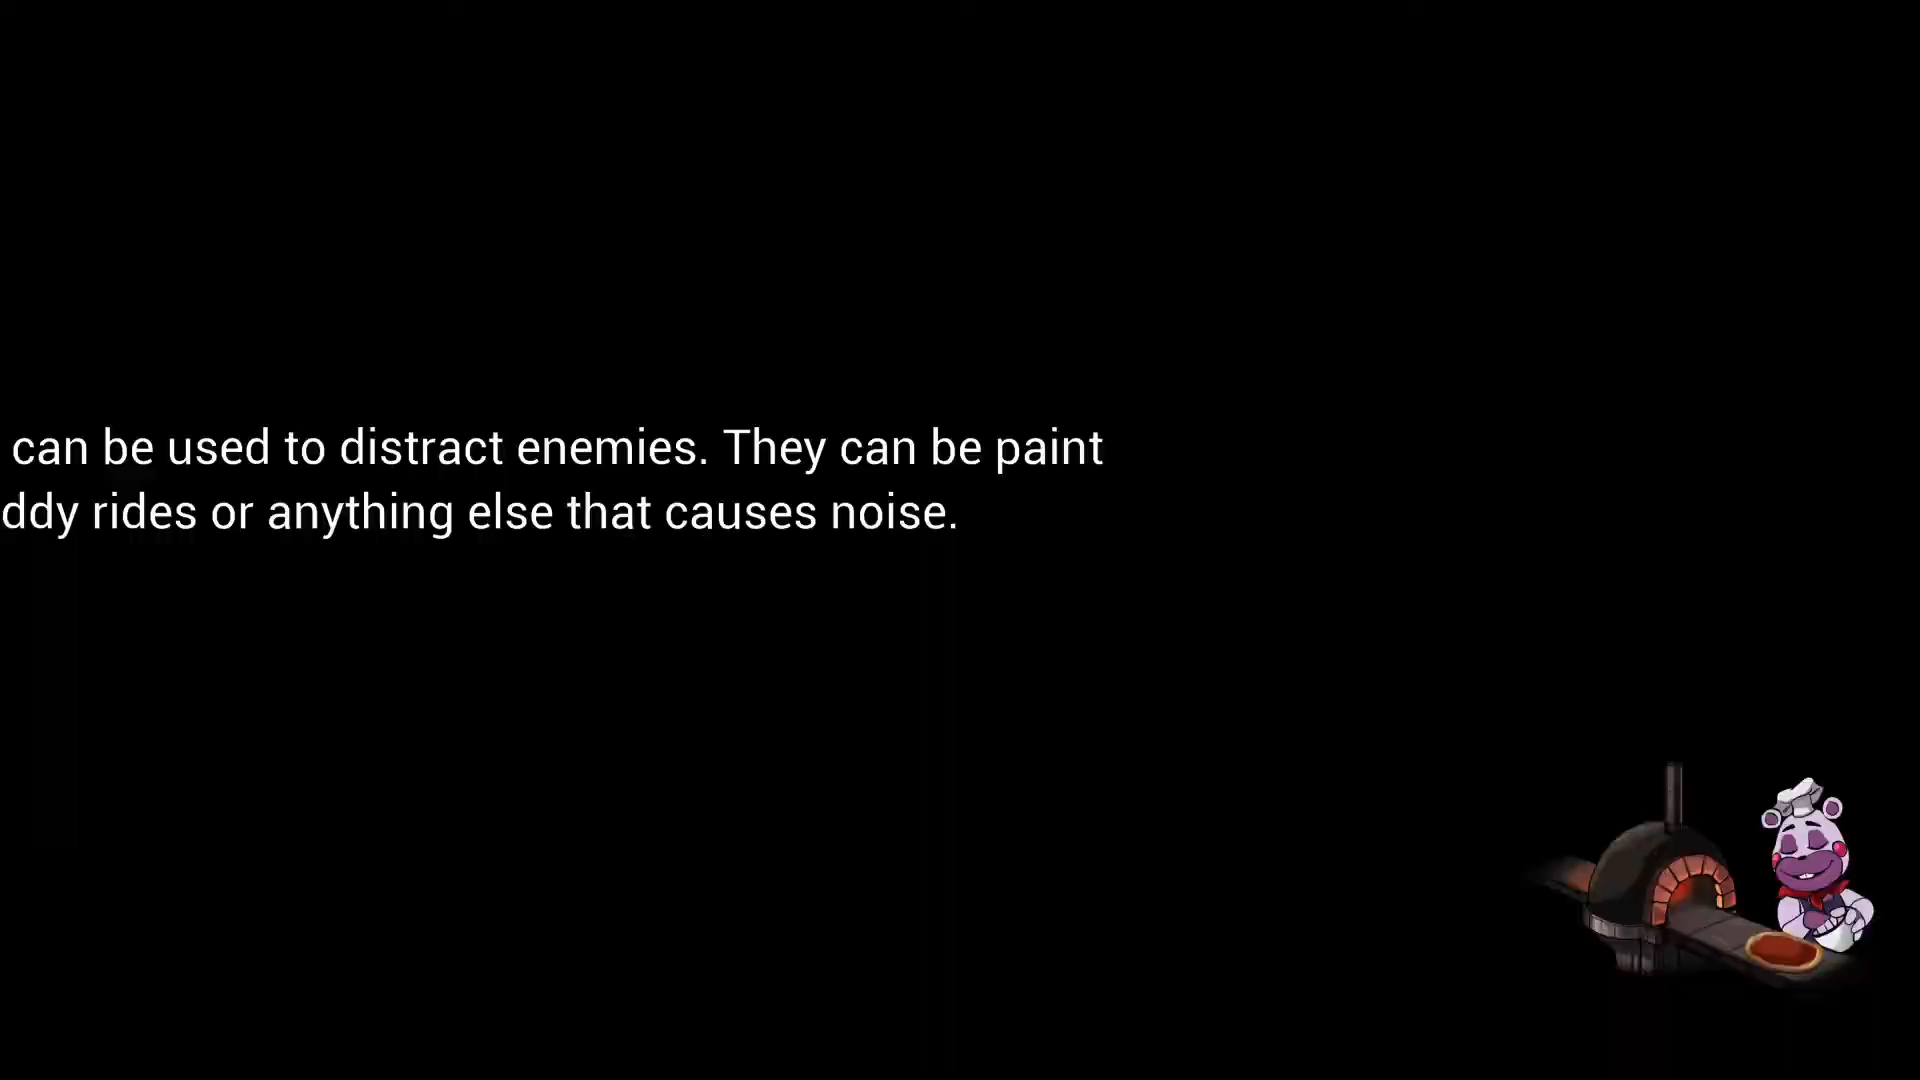 can be used to distract enemies. They can be paint
ddy rides or anything else that causes noise.